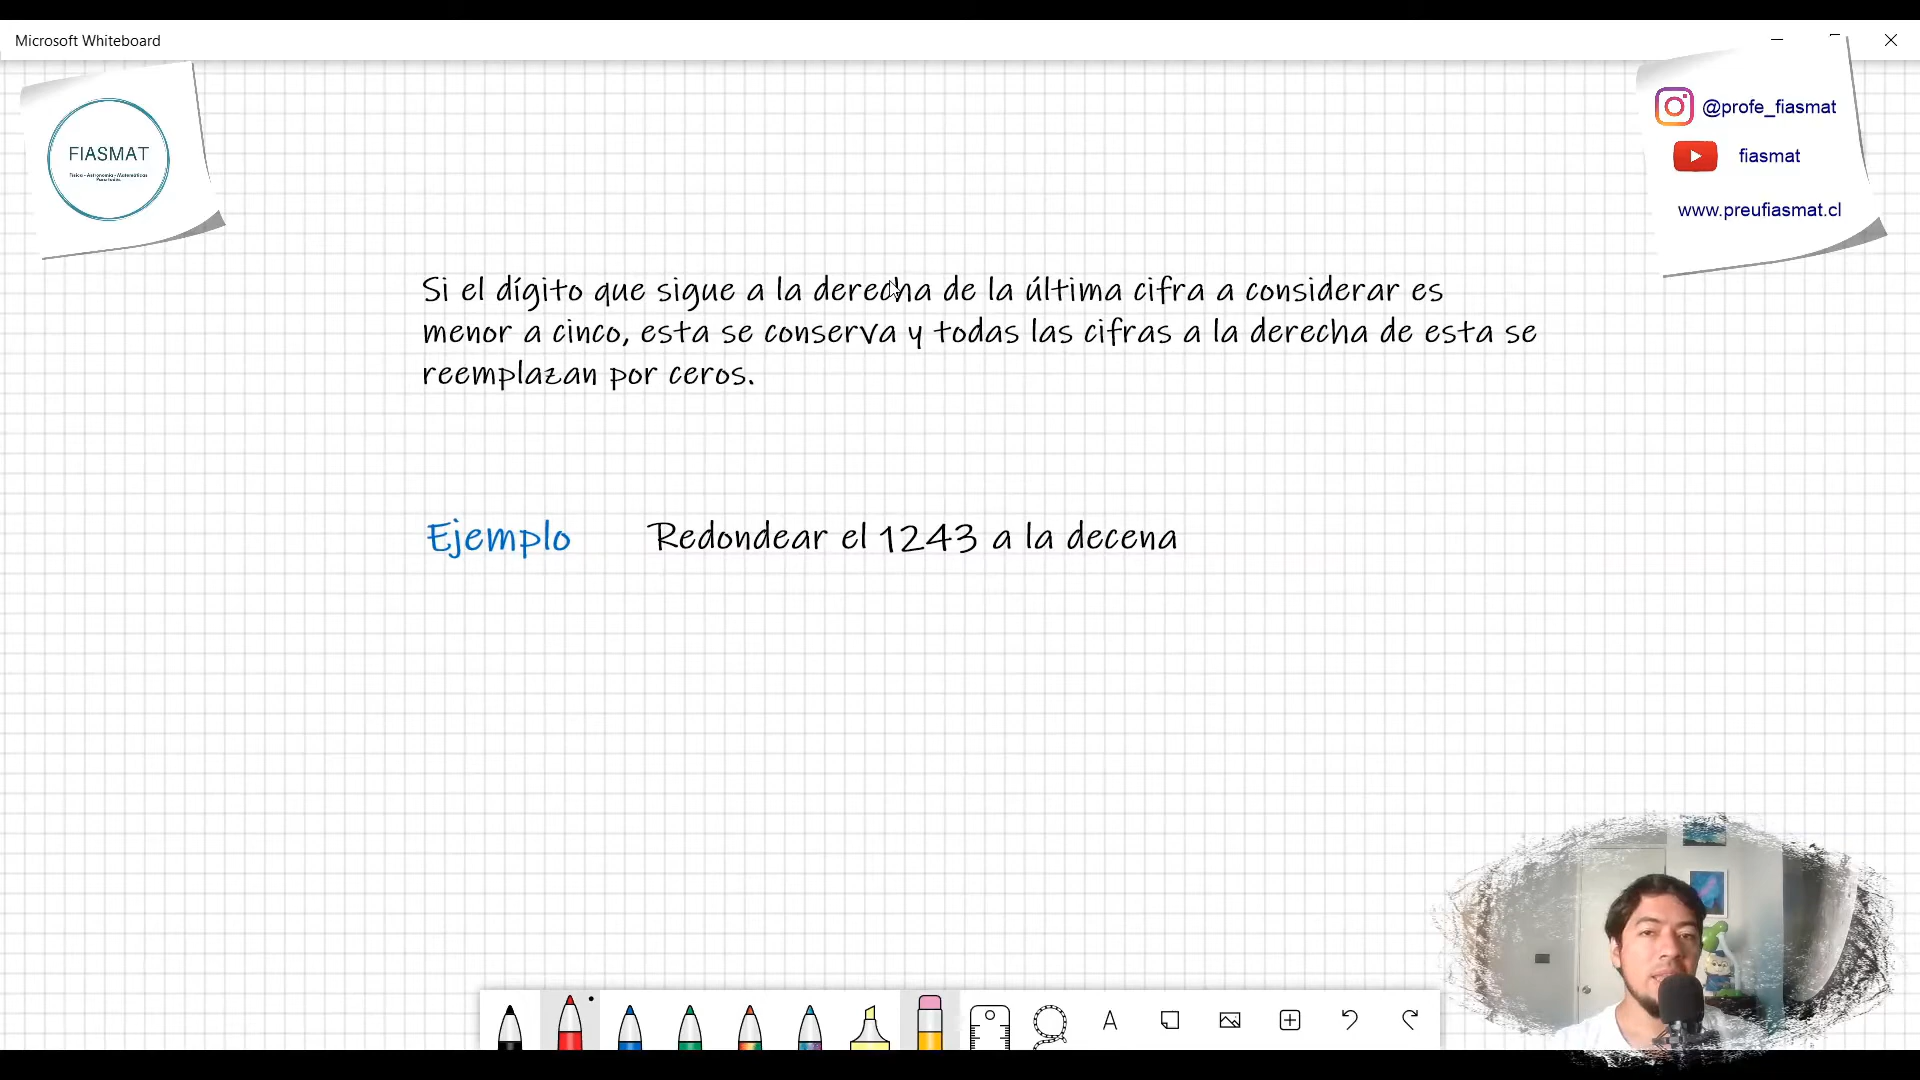 Microsoft Whiteboard
FIASMAT
@profe_fiasmat
fiasmat
www.preufiasmat.cl
Si el dígito que sigue a la derecha de la última cifra a considerar es
menor a cinco, esta se conserva y todas las cifras a la derecha de esta se
reemplazan por ceros.
Ejemplo Redondear el 1243 a la decena